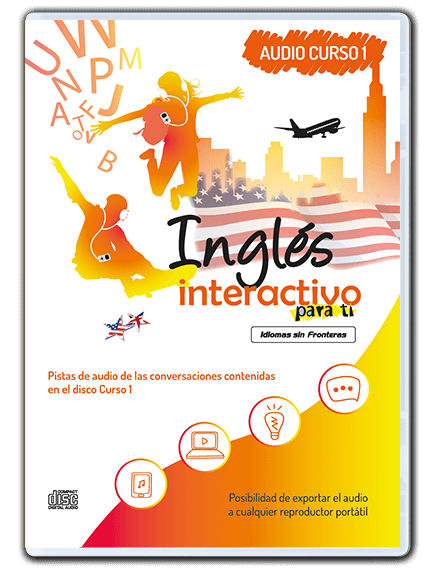 AUDIO CURSO 1
U W
N P J M
A T O F V B
Inglés
interactivo
para ti
Idiomas sin Fronteras
Pistas de audio de las conversaciones contenidas
en el disco Curso 1
COMPACT
disc
DIGITAL AUDIO
Posibilidad de exportar el audio
a cualquier reproductor portátil